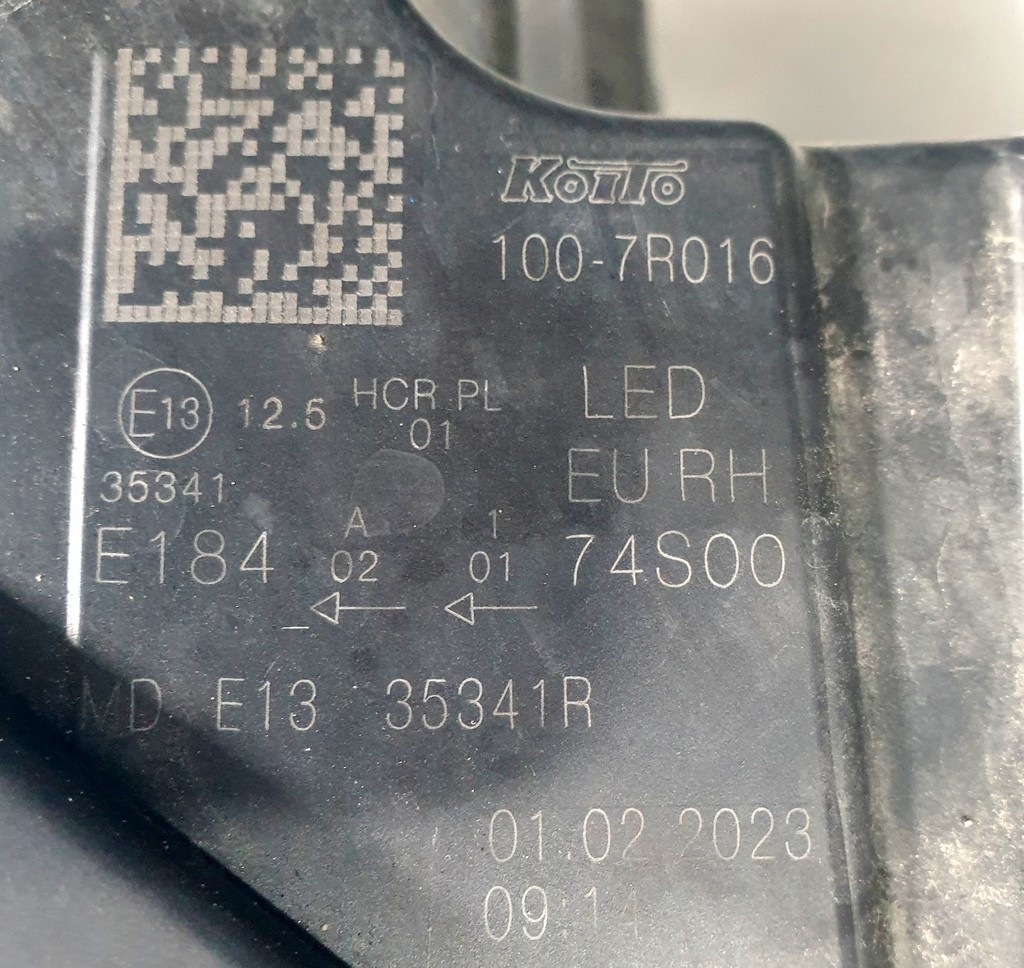 KOITO
100-7R016
E13 12.5 HCR PL LED
01
35341 EU RH
E184 A 02 1 01 74S00
MD E13 35341R
01.02 2023
09:14